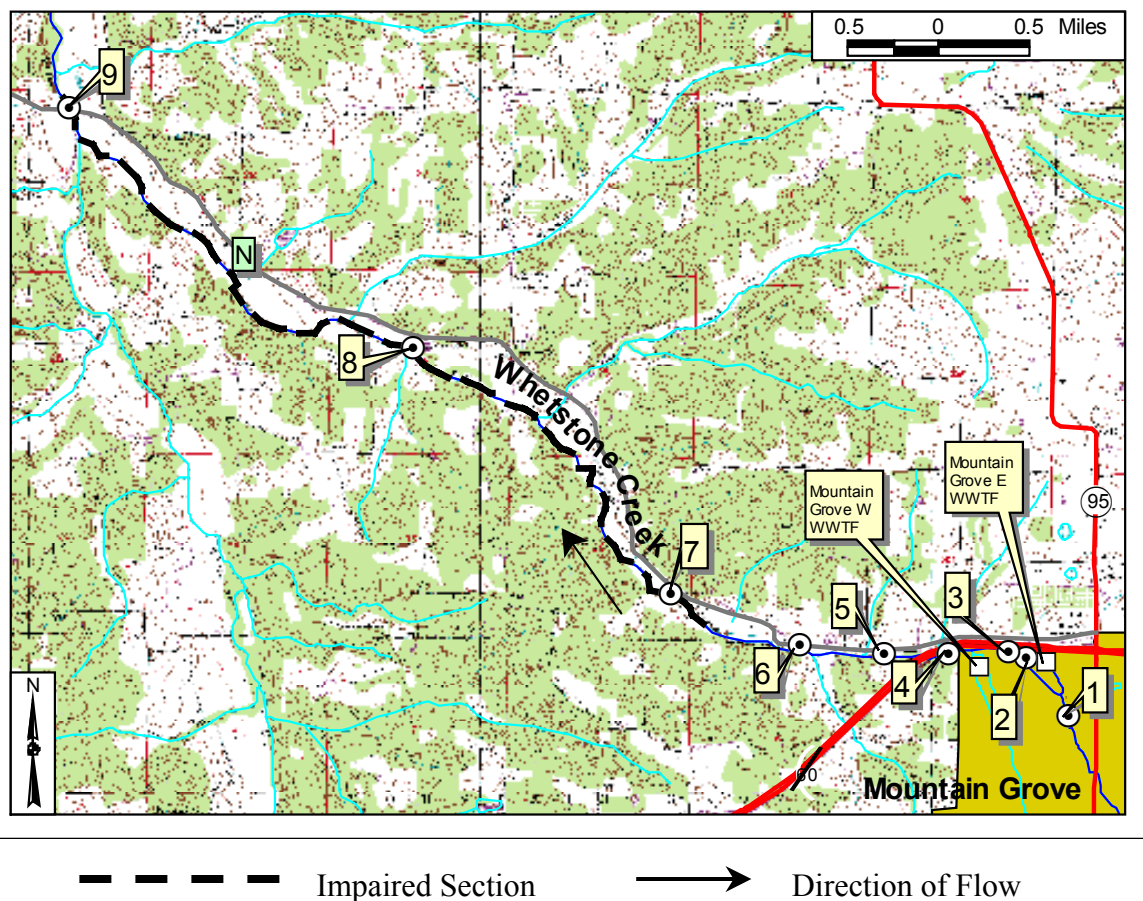 0.5 0 0.5 Miles
9
N
8
Whetstone Creek
Mountain
Grove E
WWTF
Mountain
Grove W
WWTF
95
7
3
5
6
4
2
1
N
60
Mountain Grove
Impaired Section
Direction of Flow